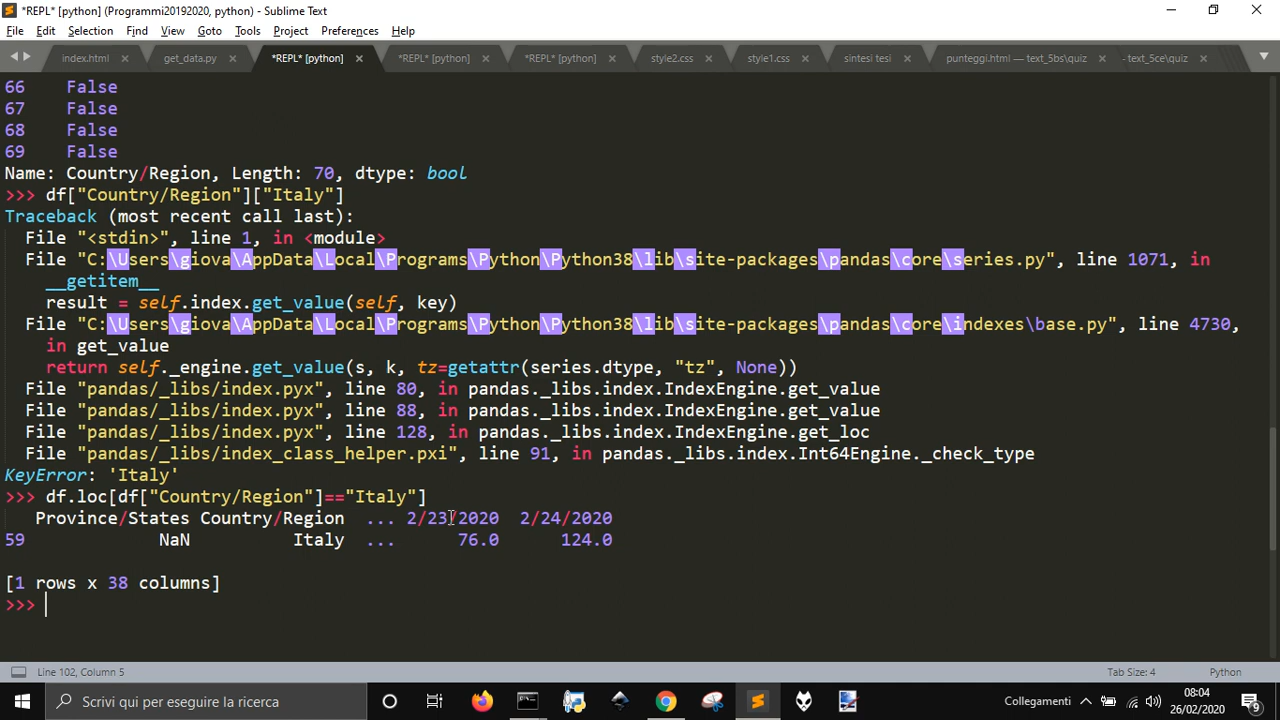 *REPL* [python] (Programmi20192020, python) - Sublime Text
File Edit Selection Find View Goto Tools Project Preferences Help
index.html × get_data.py × *REPL* [python] × *REPL* [python] × *REPL* [python] × style2.css × style1.css × sintesi tesi × punteggi.html — text_5bs\quiz × - text_5ce\quiz ×
66 False
67 False
68 False
69 False
Name: Country/Region, Length: 70, dtype: bool
>>> df["Country/Region"]["Italy"]
Traceback (most recent call last):
File "<stdin>", line 1, in <module>
File "C:\Users\giova\AppData\Local\Programs\Python\Python38\lib\site-packages\pandas\core\series.py", line 1071, in
__getitem__
result = self.index.get_value(self, key)
File "C:\Users\giova\AppData\Local\Programs\Python\Python38\lib\site-packages\pandas\core\indexes\base.py", line 4730,
in get_value
return self._engine.get_value(s, k, tz=getattr(series.dtype, "tz", None))
File "pandas/_libs/index.pyx", line 80, in pandas._libs.index.IndexEngine.get_value
File "pandas/_libs/index.pyx", line 88, in pandas._libs.index.IndexEngine.get_value
File "pandas/_libs/index.pyx", line 128, in pandas._libs.index.IndexEngine.get_loc
File "pandas/_libs/index_class_helper.pxi", line 91, in pandas._libs.index.Int64Engine._check_type
KeyError: 'Italy'
>>> df.loc[df["Country/Region"]=="Italy"]
Province/States Country/Region ... 2/23/2020 2/24/2020
59 NaN Italy ... 76.0 124.0
[1 rows x 38 columns]
>>>
Line 102, Column 5 Tab Size: 4 Python
Scrivi qui per eseguire la ricerca Collegamenti 08:04
26/02/2020 9